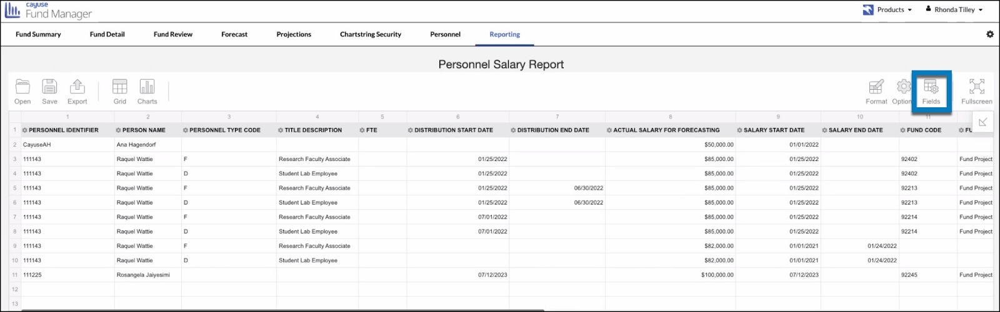 cayuse
Fund Manager
Products
Rhonda Tilley
Fund Summary Fund Detail Fund Review Forecast Projections Chartstring Security Personnel Reporting
Personnel Salary Report
Open Save Export Grid Charts Format Option Fields Fullscreen
1 2 3 4 5 6 7 8 9 10 11
1 PERSONNEL IDENTIFIER PERSON NAME PERSONNEL TYPE CODE TITLE DESCRIPTION FTE DISTRIBUTION START DATE DISTRIBUTION END DATE ACTUAL SALARY FOR FORECASTING SALARY START DATE SALARY END DATE FUND CODE FU
2 CayuseAH Ana Hagendorf $50,000.00 01/01/2022
3 111143 Raquel Wattie F Research Faculty Associate 01/25/2022 $85,000.00 01/25/2022 92402 Fund Project
4 111143 Raquel Wattie D Student Lab Employee 01/25/2022 $85,000.00 01/25/2022 92402 Fund Project
5 111143 Raquel Wattie F Research Faculty Associate 01/25/2022 06/30/2022 $85,000.00 01/25/2022 92213 Fund Project
6 111143 Raquel Wattie D Student Lab Employee 01/25/2022 06/30/2022 $85,000.00 01/25/2022 92213 Fund Project
7 111143 Raquel Wattie F Research Faculty Associate 07/01/2022 $85,000.00 01/25/2022 92214 Fund Project
8 111143 Raquel Wattie D Student Lab Employee 07/01/2022 $85,000.00 01/25/2022 92214 Fund Project
9 111143 Raquel Wattie F Research Faculty Associate $82,000.00 01/01/2021 01/24/2022
10 111143 Raquel Wattie D Student Lab Employee $82,000.00 01/01/2021 01/24/2022
11 111225 Rosangela Jaiyesimi 07/12/2023 $100,000.00 07/12/2023 92245 Fund Project
12
13